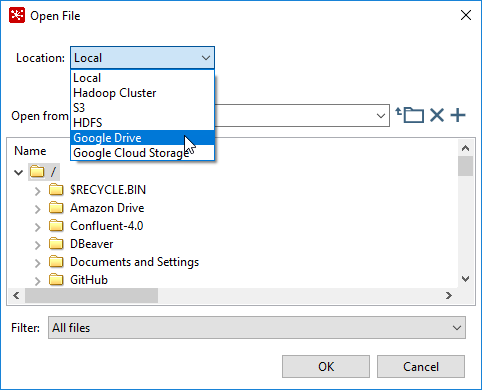 Open File
Location:
Local
Local
Hadoop Cluster
S3
HDFS
Google Drive
Google Cloud Storage
Open from
Name
/
$RECYCLE.BIN
Amazon Drive
Confluent-4.0
DBeaver
Documents and Settings
GitHub
Filter:
All files
OK
Cancel